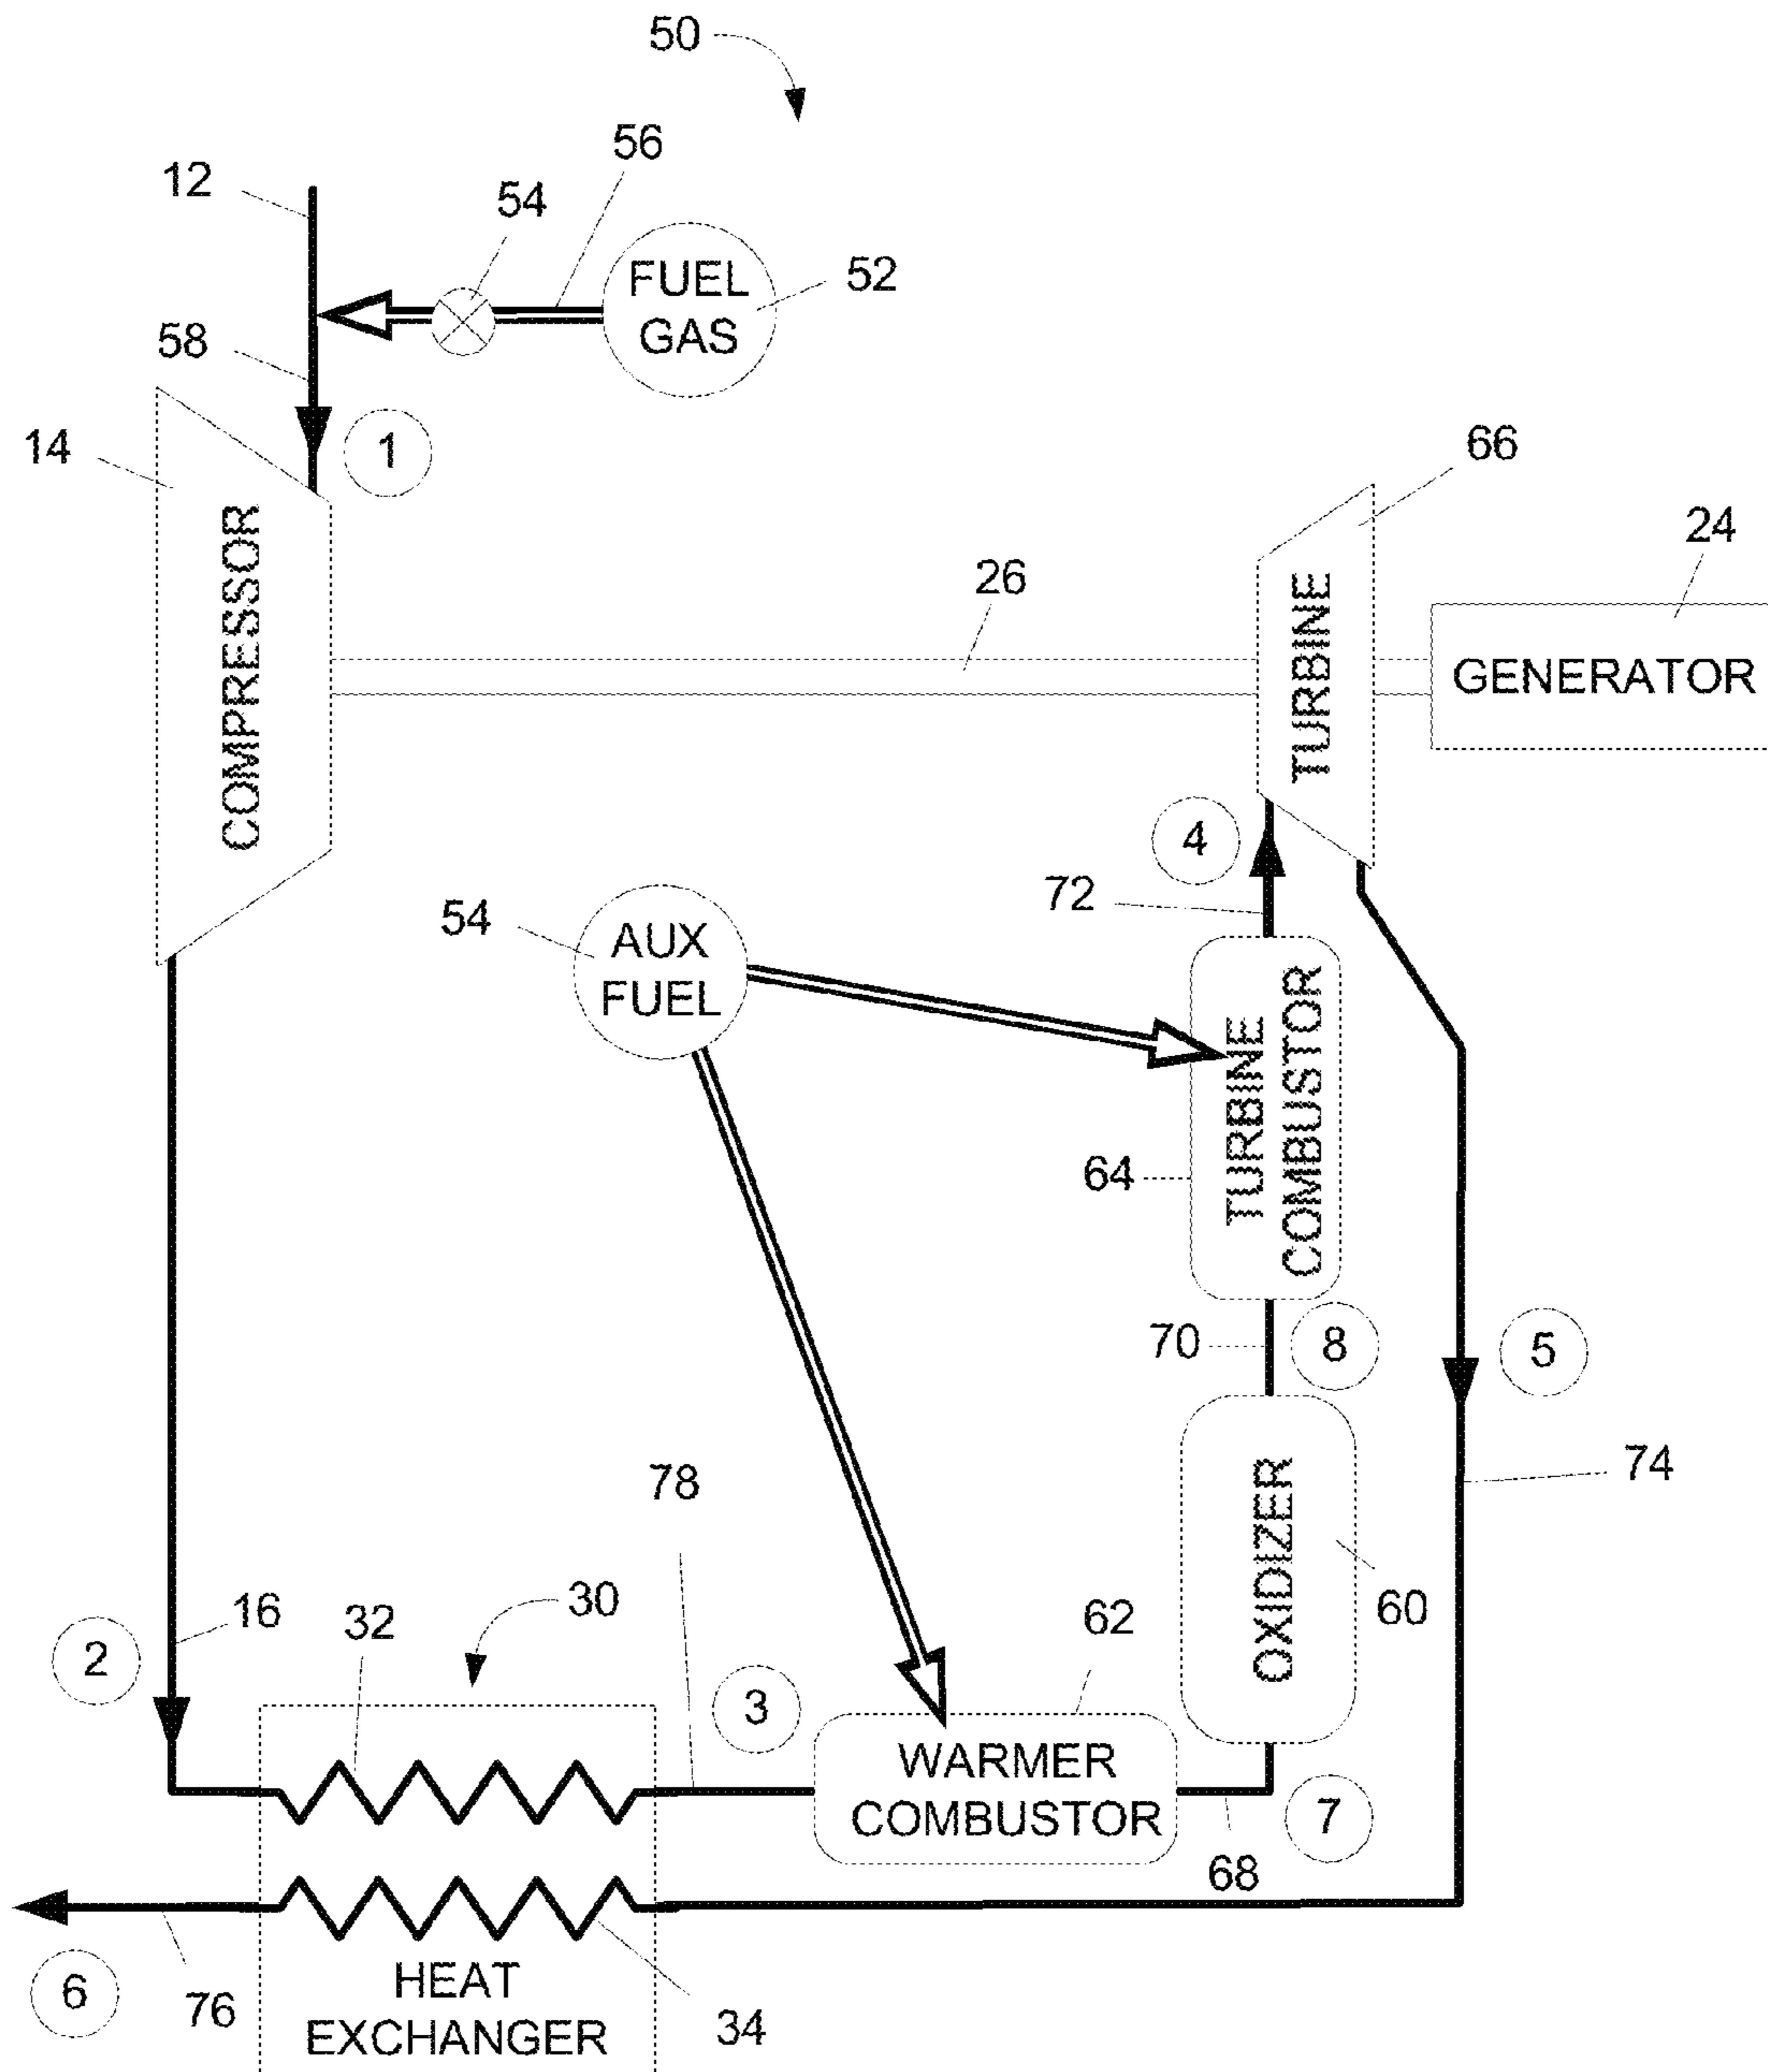 50
56
12
54
FUEL
GAS
52
58
14
1
66
24
COMPRESSOR
26
TURBINE
GENERATOR
4
72
54
AUX
FUEL
TURBINE
COMBUSTOR
64
70
8
5
74
78
OXIDIZER
60
16
32
30
62
2
3
WARMER
COMBUSTOR
7
68
6
76
HEAT
EXCHANGER
34